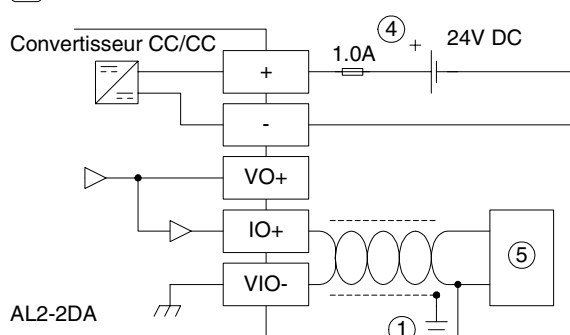 Convertisseur CC/CC
④
24V DC
1.0A
+
+
-
VO+
IO+
VIO-
⑤
AL2-2DA
①